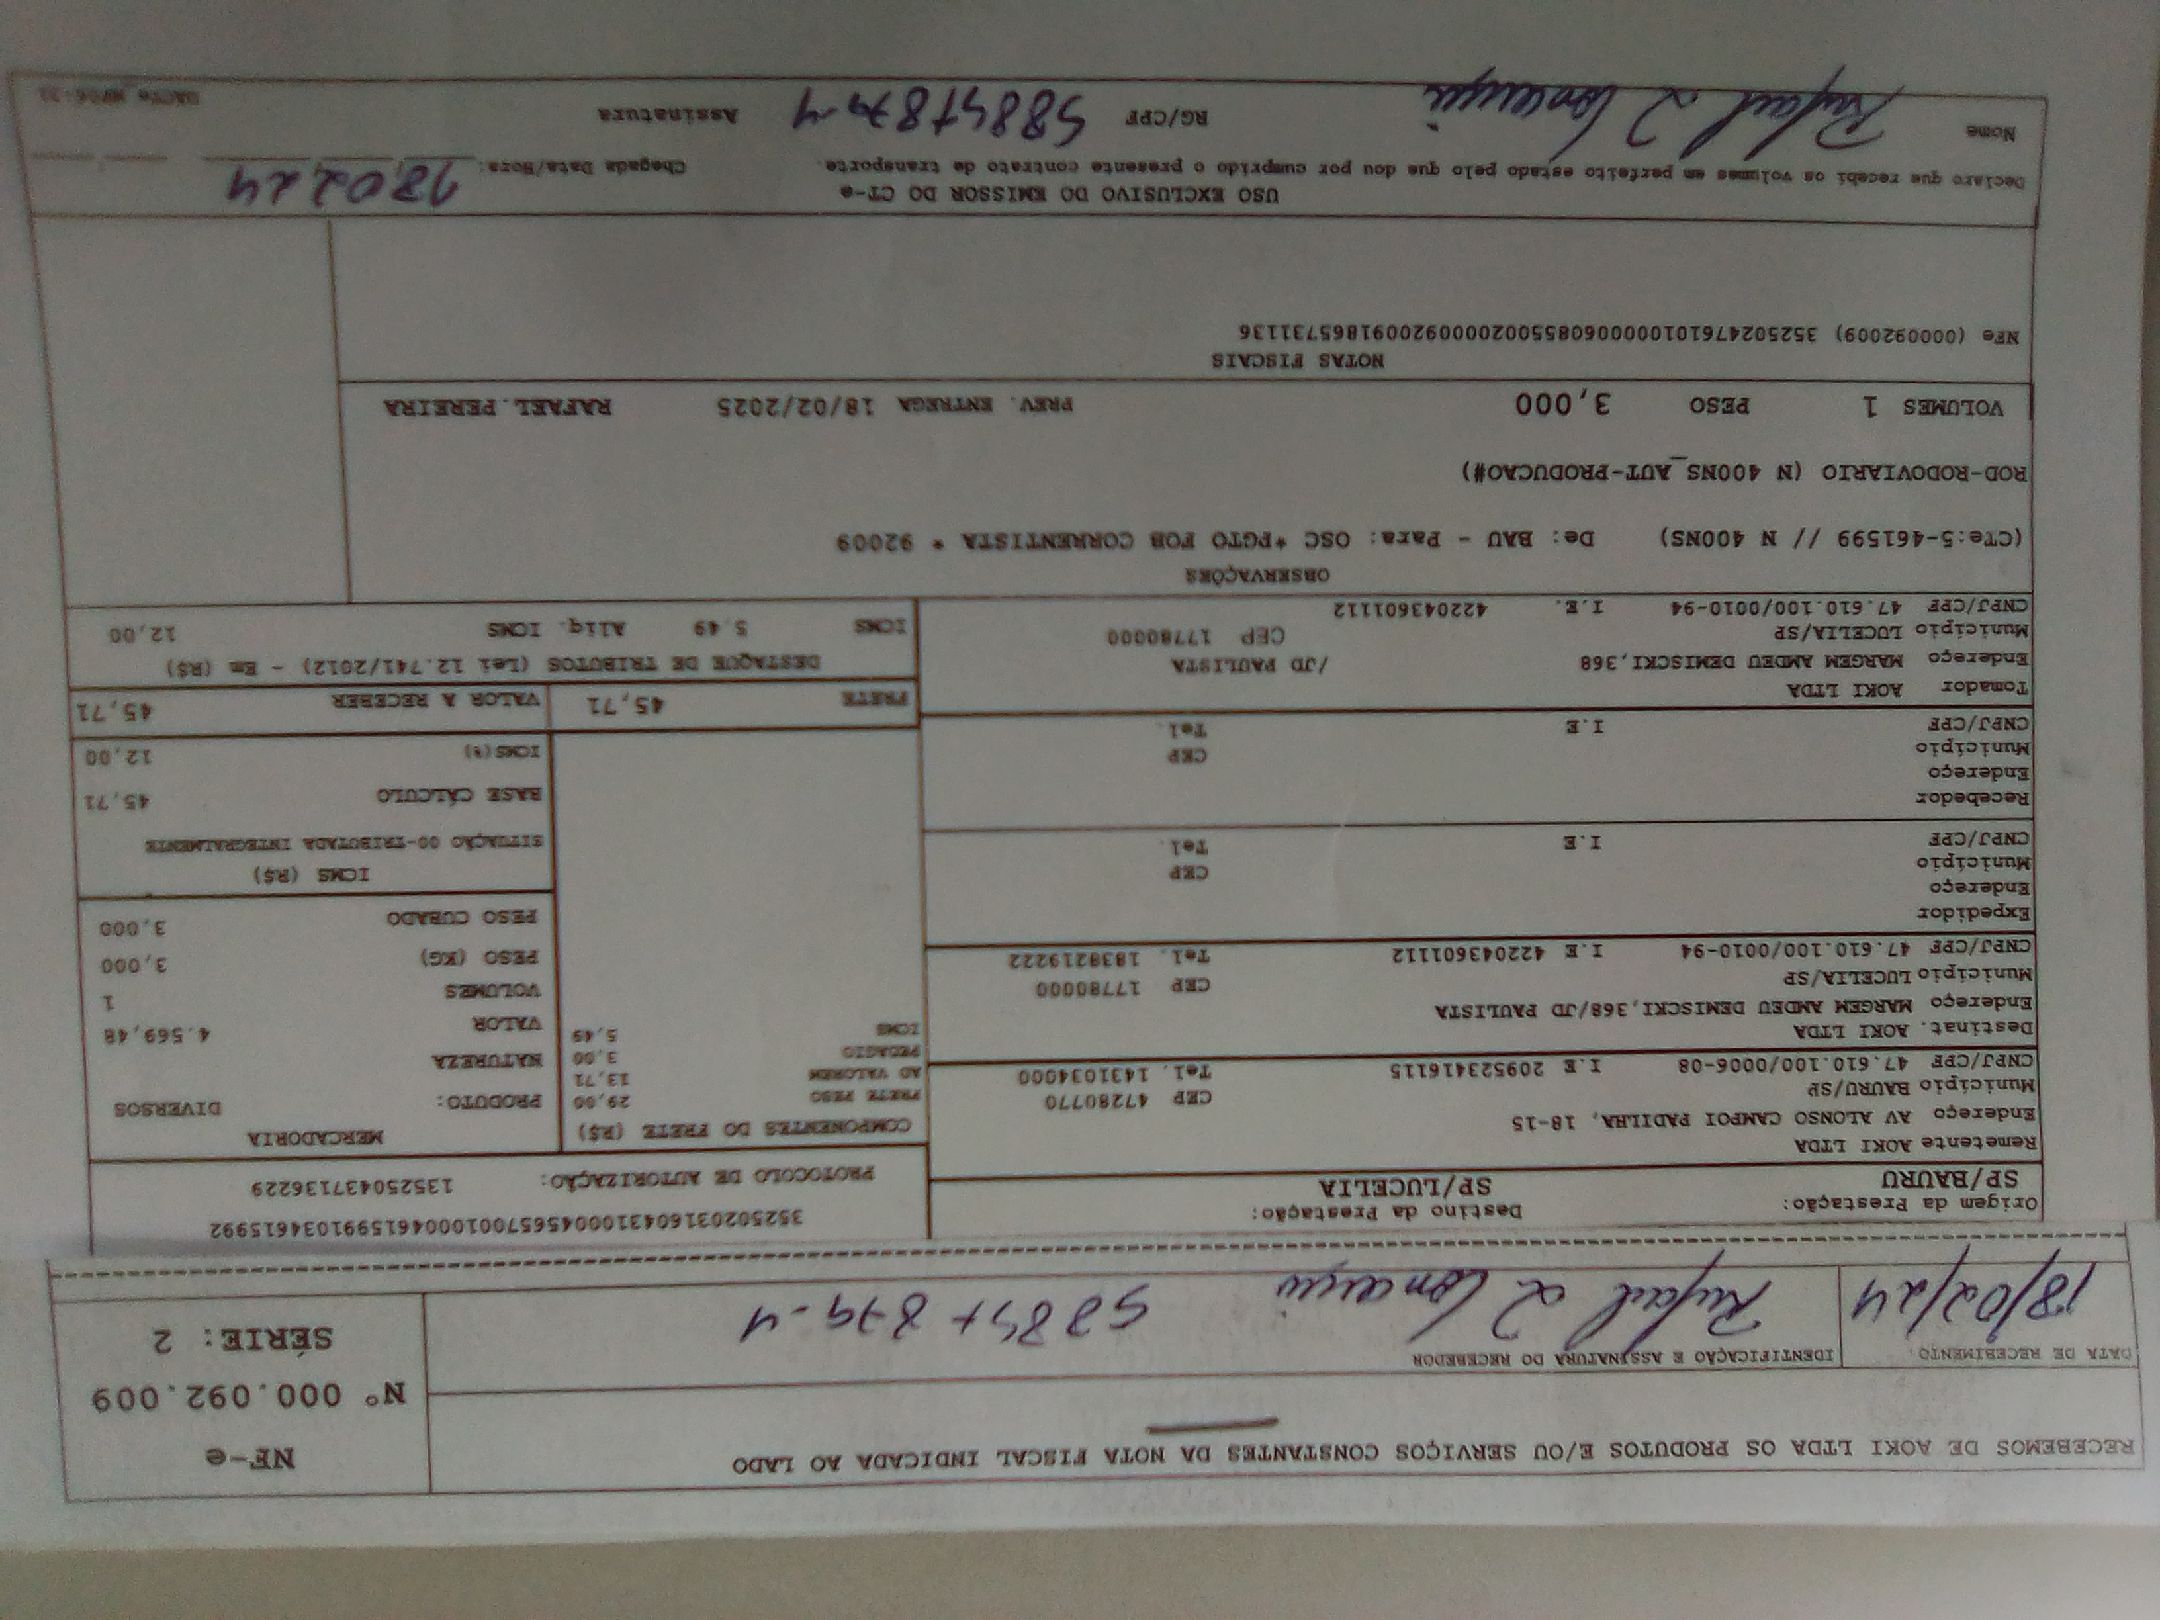 RECEBEMOS DE AOKI LTDA OS PRODUTOS E/OU SERVIÇOS CONSTANTES DA NOTA FISCAL INDICADA AO LADO
NF-e
Nº 000.092.009
SÉRIE: 2
DATA DE RECEBIMENTO
18/02/24
IDENTIFICAÇÃO E ASSINATURA DO RECEBEDOR
Rafael
Origem da Prestação:
SP/BAURU
Destino da Prestação:
SP/LUCELIA
35250203160431000456570010004615991034615992
PROTOCOLO DE AUTORIZAÇÃO: 135250437136229
Remetente AOKI LTDA
Endereço AV ALONSO CAMPOI PADILHA, 18-15
Município BAURU/SP CEP 47280770
CNPJ/CPF 47.610.100/0006-08 I.E 209523416115 Tel. 1431034000
Destinat. AOKI LTDA
Endereço MARGEM AMDEU DEMISCKI,368/JD PAULISTA
Município LUCELIA/SP CEP 17780000
CNPJ/CPF 47.610.100/0010-94 I.E 422043601112 Tel. 1838219222
Expedidor
Endereço
Município CEP
CNPJ/CPF I.E Tel.
Recebedor
Endereço
Município CEP
CNPJ/CPF I.E Tel.
Tomador AOKI LTDA
Endereço MARGEM AMDEU DEMISCKI,368 /JD PAULISTA
Município LUCELIA/SP CEP 17780000
CNPJ/CPF 47.610.100/0010-94 I.E. 422043601112
COMPONENTES DO FRETE (R$)
FRETE PESO 29,00
AD VALOREM 13,71
PEDAGIO 3,00
ICMS 5,49
MERCADORIA
PRODUTO: DIVERSOS
NATUREZA
VALOR 4.569,48
VOLUMES 1
PESO (KG) 3,000
PESO CUBADO 3,000
ICMS (R$)
SITUAÇÃO 00-TRIBUTADA INTEGRALMENTE
BASE CÁLCULO 45,71
ICMS(%) 12,00
FRETE 45,71 VALOR A RECEBER 45,71
DESTAQUE DE TRIBUTOS (Lei 12.741/2012) - Em (R$)
ICMS 5,49 Aliq. ICMS 12,00
OBSERVAÇÕES
(CTe:5-461599 // N 400NS) De: BAU - Para: OSC *PGTO FOB CORRENTISTA * 92009
ROD-RODOVIARIO (N 400NS_AUT-PRODUCAO#)
VOLUMES 1 PESO 3,000 PREV. ENTREGA 18/02/2025 RAFAEL.PEREIRA
NOTAS FISCAIS
NFe (000092009) 35250247610100000608550020000920091865731136
USO EXCLUSIVO DO EMISSOR DO CT-e
Declaro que recebi os volumes em perfeito estado pelo que dou por cumprido o presente contrato de transporte. Chegada Data/Hora: 18,02,24
Nome Rafael RG/CPF Assinatura